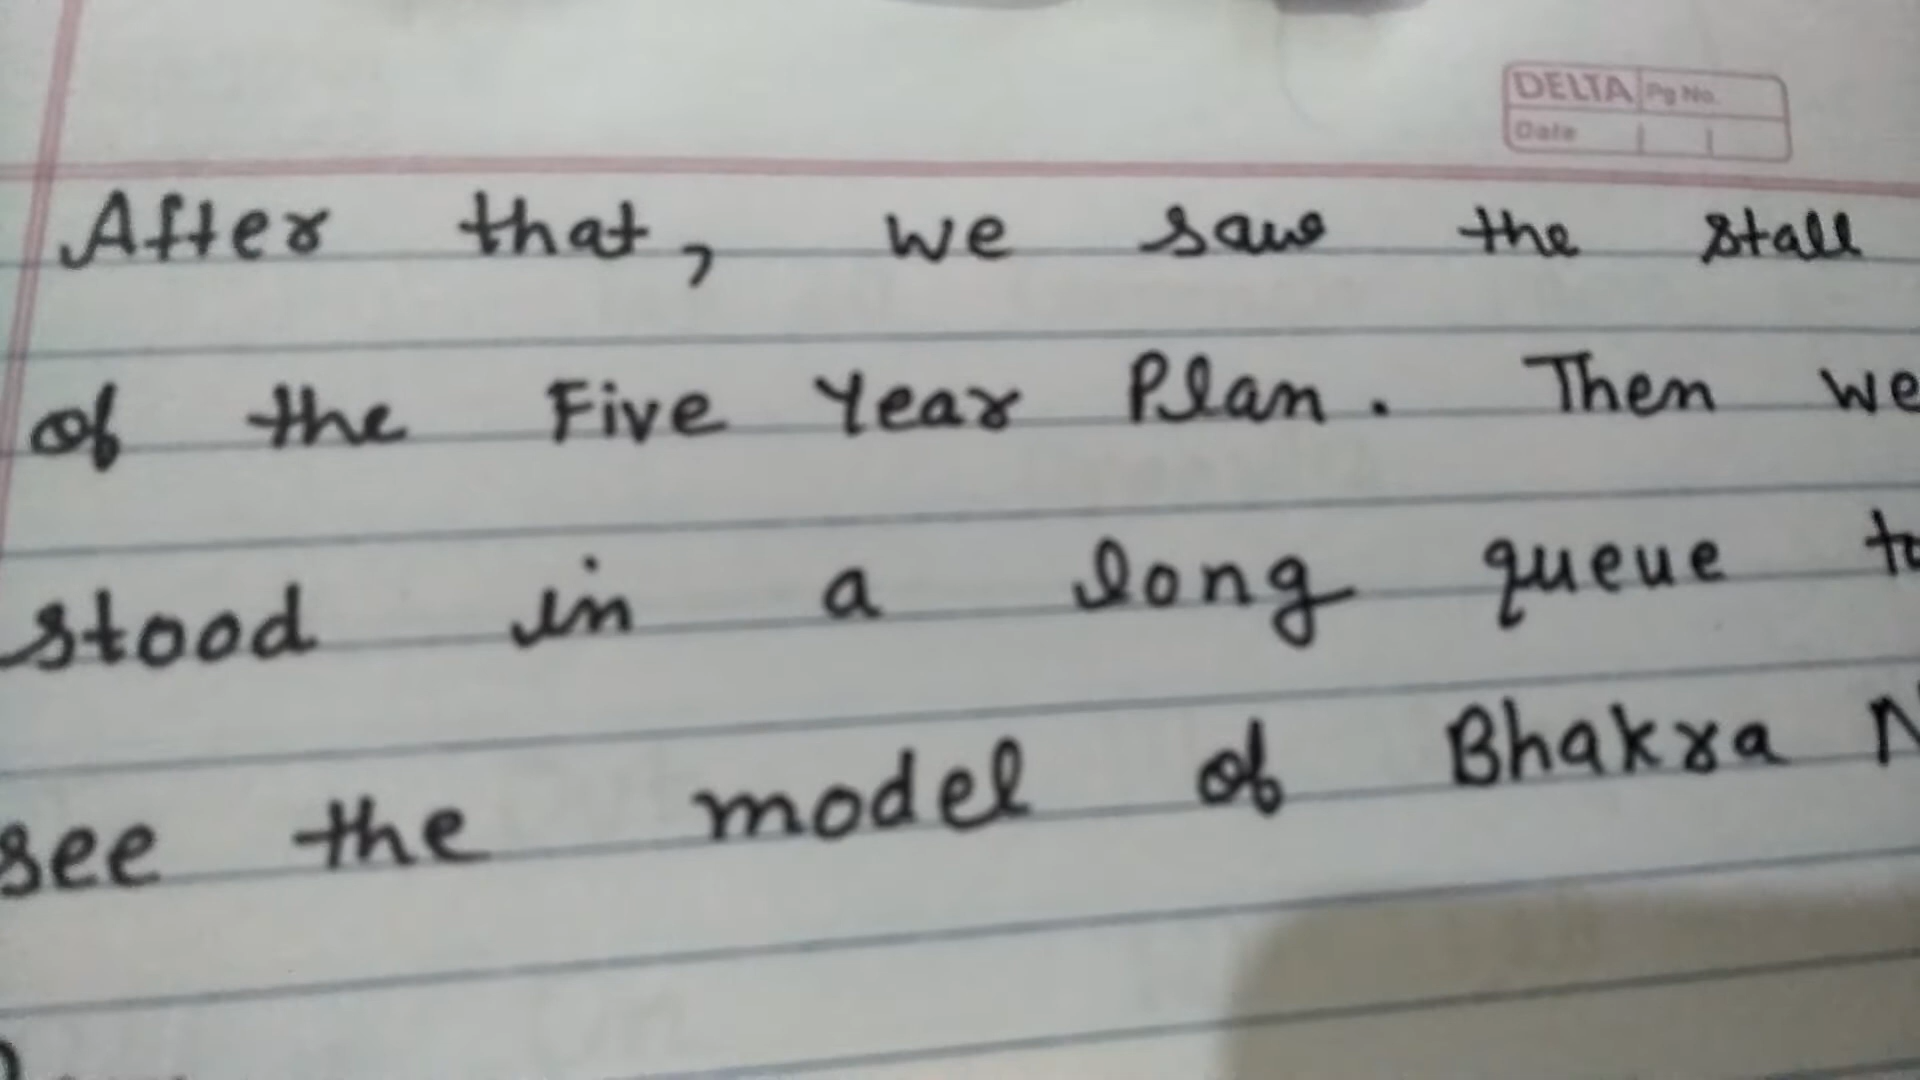 DELTA Pg No.
Date
After that, we saw the stall
of the Five Year Plan. Then we
stood in a long queue to
see the model of Bhakra N